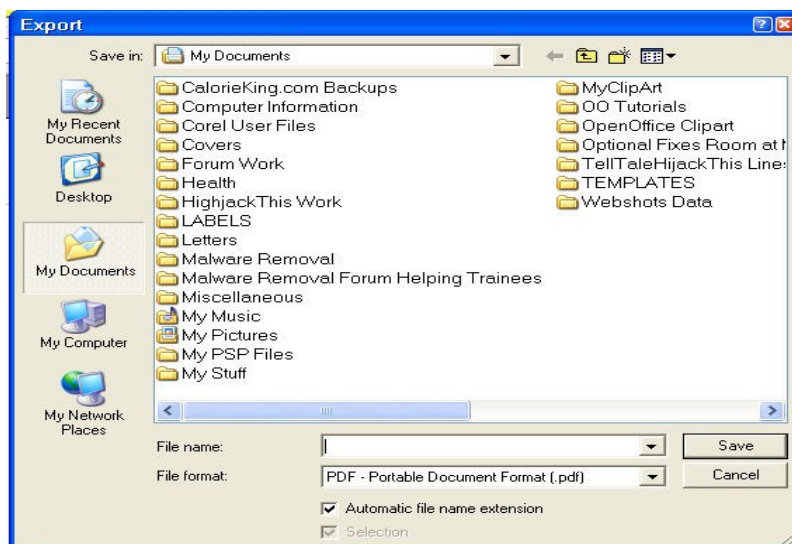 Export
Save in:
My Documents
My Recent Documents
Desktop
My Documents
My Computer
My Network Places
CalorieKing.com Backups
Computer Information
Corel User Files
Covers
Forum Work
Health
HighjackThis Work
LABELS
Letters
Malware Removal
Malware Removal Forum Helping Trainees
Miscellaneous
My Music
My Pictures
My PSP Files
My Stuff
MyClipArt
OO Tutorials
OpenOffice Clipart
Optional Fixes Room at
TellTaleHijackThis Line
TEMPLATES
Webshots Data
File name:
Save
File format:
PDF - Portable Document Format (.pdf)
Cancel
Automatic file name extension
Selection